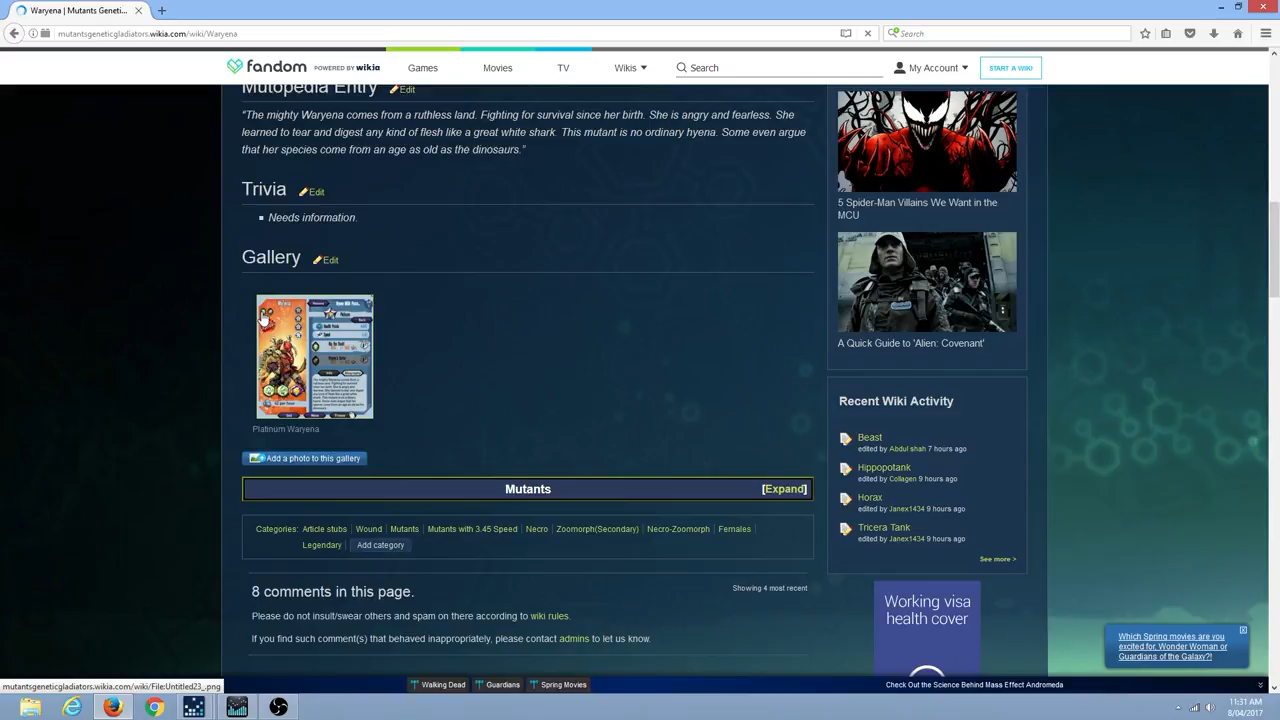 Waryena | Mutants Geneti...
mutantsgeneticgladiators.wikia.com/wiki/Waryena
Search
fandom POWERED BY wikia
Games
Movies
TV
Wikis
Search
My Account
START A WIKI
Mutopedia Entry Edit
"The mighty Waryena comes from a ruthless land. Fighting for survival since her birth. She is angry and fearless. She
learned to tear and digest any kind of flesh like a great white shark. This mutant is no ordinary hyena. Some even argue
that her species come from an age as old as the dinosaurs."
Trivia Edit
Needs information.
Gallery Edit
Waryena
Platinum Waryena
Add a photo to this gallery
Mutants [Expand]
Categories: Article stubs Wound Mutants Mutants with 3.45 Speed Necro Zoomorph(Secondary) Necro-Zoomorph Females
Legendary Add category
8 comments in this page.
Showing 4 most recent
Please do not insult/swear others and spam on there according to wiki rules.
If you find such comment(s) that behaved inappropriately, please contact admins to let us know.
5 Spider-Man Villains We Want in the
MCU
A Quick Guide to 'Alien: Covenant'
Recent Wiki Activity
Beast
edited by Abdul shah 7 hours ago
Hippopotank
edited by Collagen 9 hours ago
Horax
edited by Janex1434 9 hours ago
Tricera Tank
edited by Janex1434 9 hours ago
See more >
Working visa
health cover
Which Spring movies are you
excited for, Wonder Woman or
Guardians of the Galaxy?!
mutantsgeneticgladiators.wikia.com/wiki/File:Untitled23_.png
Walking Dead
Guardians
Spring Movies
Check Out the Science Behind Mass Effect Andromeda
11:31 AM
8/04/2017